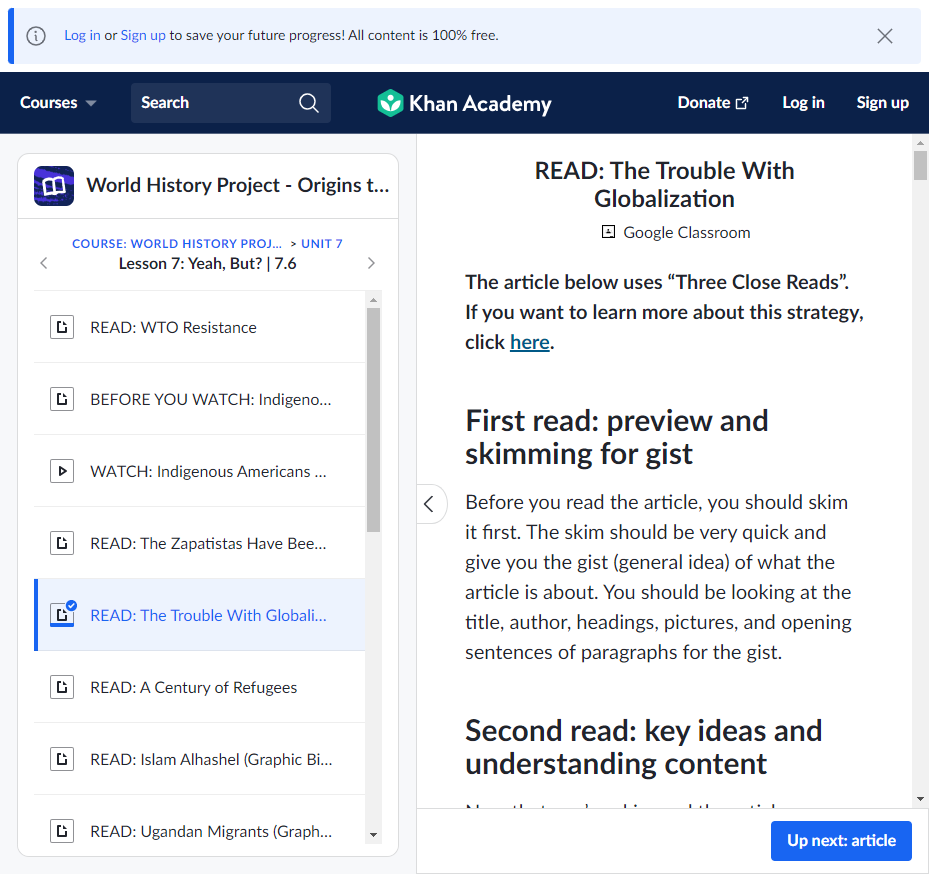 Log in or Sign up to save your future progress! All content is 100% free.
Courses
Search
Khan Academy
Donate
Log in
Sign up
World History Project - Origins t...
COURSE: WORLD HISTORY PROJ... > UNIT 7
Lesson 7: Yeah, But? | 7.6
READ: WTO Resistance
BEFORE YOU WATCH: Indigeno...
WATCH: Indigenous Americans ...
READ: The Zapatistas Have Bee...
READ: The Trouble With Globali...
READ: A Century of Refugees
READ: Islam Alhashel (Graphic Bi...
READ: Ugandan Migrants (Graph...
READ: The Trouble With
Globalization
Google Classroom
The article below uses “Three Close Reads”.
If you want to learn more about this strategy,
click here.
First read: preview and
skimming for gist
Before you read the article, you should skim
it first. The skim should be very quick and
give you the gist (general idea) of what the
article is about. You should be looking at the
title, author, headings, pictures, and opening
sentences of paragraphs for the gist.
Second read: key ideas and
understanding content
Up next: article